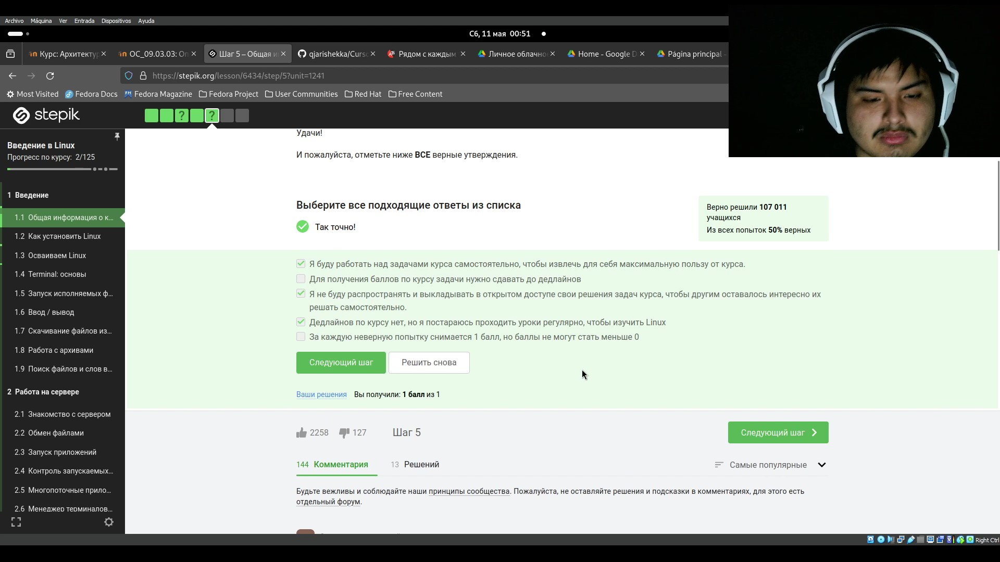 Archivo Máquina Ver Entrada Dispositivos Ayuda
Сб, 11 мая 00:51
Курс: Архитектур
ОС_09.03.03: Оп
Шаг 5 – Общая и
qjarishekka/Curso
Рядом с каждым
Личное облачно
Home - Google D
Página principal -
https://stepik.org/lesson/6434/step/5?unit=1241
Most Visited Fedora Docs Fedora Magazine Fedora Project User Communities Red Hat Free Content
stepik
? ?
Введение в Linux
Прогресс по курсу: 2/125
1 Введение
1.1 Общая информация о к...
1.2 Как установить Linux
1.3 Осваиваем Linux
1.4 Terminal: основы
1.5 Запуск исполняемых ф...
1.6 Ввод / вывод
1.7 Скачивание файлов из...
1.8 Работа с архивами
1.9 Поиск файлов и слов в...
2 Работа на сервере
2.1 Знакомство с сервером
2.2 Обмен файлами
2.3 Запуск приложений
2.4 Контроль запускаемых...
2.5 Многопоточные прило...
2.6 Менеджер терминалов...
Удачи!
И пожалуйста, отметьте ниже ВСЕ верные утверждения.
Выберите все подходящие ответы из списка
Так точно!
Верно решили 107 011
учащихся
Из всех попыток 50% верных
Я буду работать над задачами курса самостоятельно, чтобы извлечь для себя максимальную пользу от курса.
Для получения баллов по курсу задачи нужно сдавать до дедлайнов
Я не буду распространять и выкладывать в открытом доступе свои решения задач курса, чтобы другим оставалось интересно их
решать самостоятельно.
Дедлайнов по курсу нет, но я постараюсь проходить уроки регулярно, чтобы изучить Linux
За каждую неверную попытку снимается 1 балл, но баллы не могут стать меньше 0
Следующий шаг Решить снова
Ваши решения Вы получили: 1 балл из 1
2258 127 Шаг 5 Следующий шаг
144 Комментария 13 Решений Самые популярные
Будьте вежливы и соблюдайте наши принципы сообщества. Пожалуйста, не оставляйте решения и подсказки в комментариях, для этого есть
отдельный форум.
Right Ctrl